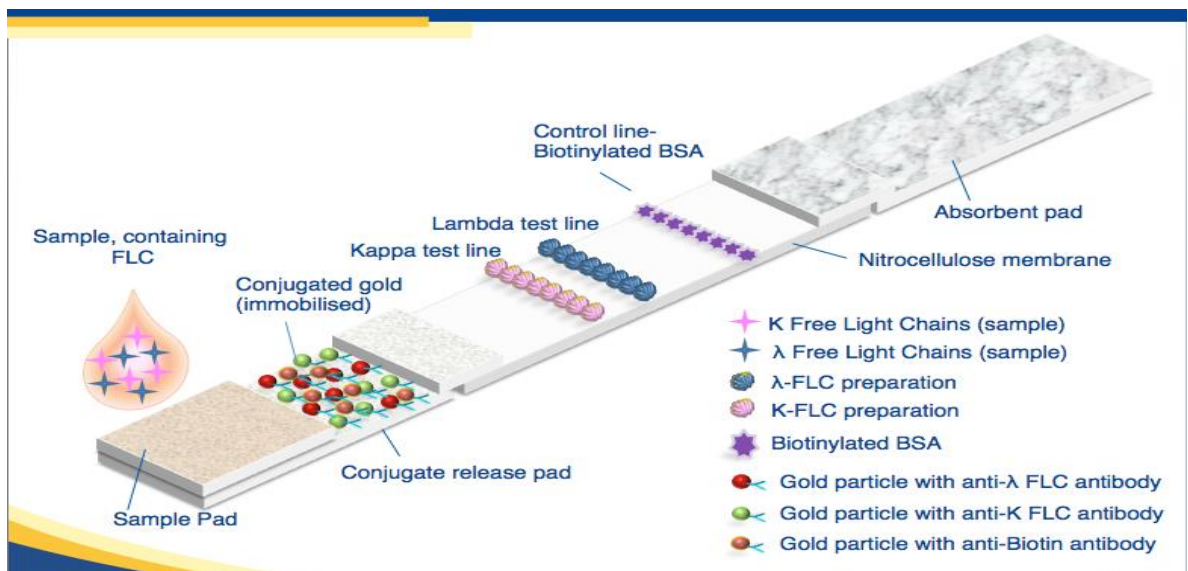 Control line-
Biotinylated BSA
Absorbent pad
Lambda test line
Sample, containing
FLC
Kappa test line
Nitrocellulose membrane
Conjugated gold
(immobilised)
K Free Light Chains (sample)
λ Free Light Chains (sample)
λ-FLC preparation
K-FLC preparation
Biotinylated BSA
Conjugate release pad
Gold particle with anti-λ FLC antibody
Sample Pad
Gold particle with anti-K FLC antibody
Gold particle with anti-Biotin antibody